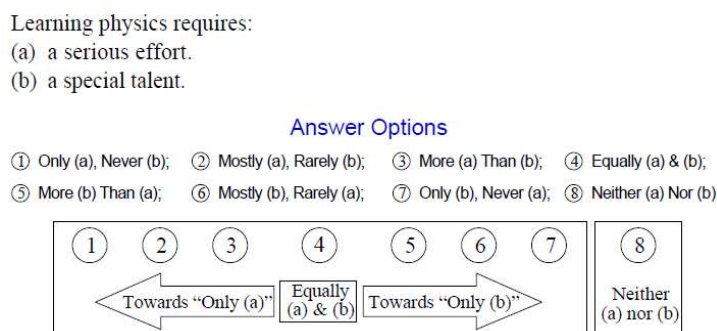 Learning physics requires:
(a) a serious effort.
(b) a special talent.
Answer Options
① Only (a), Never (b); ② Mostly (a), Rarely (b); ③ More (a) Than (b); ④ Equally (a) & (b);
⑤ More (b) Than (a); ⑥ Mostly (b), Rarely (a); ⑦ Only (b), Never (a); ⑧ Neither (a) Nor (b)
① ② ③ ④ ⑤ ⑥ ⑦ ⑧
Towards “Only (a)”
Equally
(a) & (b)
Towards “Only (b)”
Neither
(a) nor (b)